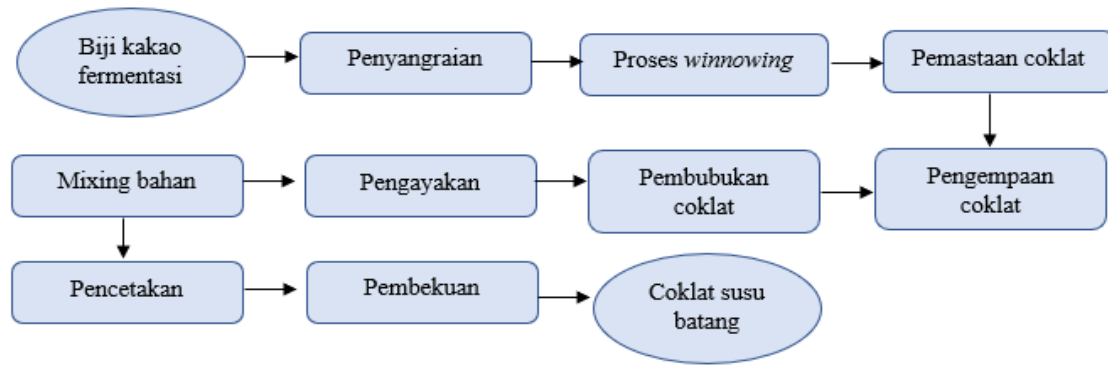 Biji kakao
fermentasi
Penyangraian
Proses winnowing
Pemastaan coklat
Mixing bahan
Pengayakan
Pembubukan
coklat
Pengempaan
coklat
Pencetakan
Pembekuan
Coklat susu
batang